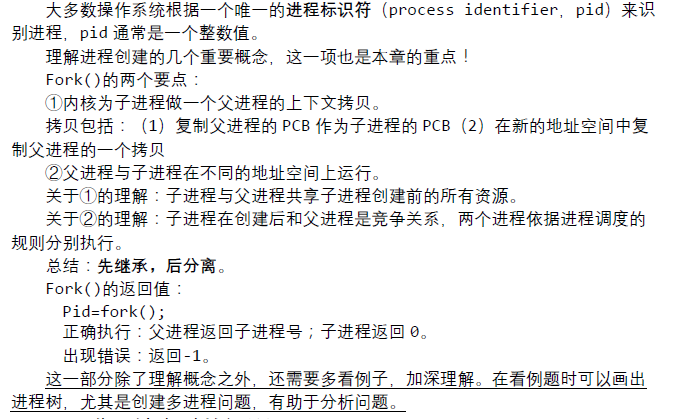 大多数操作系统根据一个唯一的进程标识符（process identifier，pid）来识
别进程，pid 通常是一个整数值。
理解进程创建的几个重要概念，这一项也是本章的重点！
Fork()的两个要点：
①内核为子进程做一个父进程的上下文拷贝。
拷贝包括：（1）复制父进程的 PCB 作为子进程的 PCB（2）在新的地址空间中复
制父进程的一个拷贝
②父进程与子进程在不同的地址空间上运行。
关于①的理解：子进程与父进程共享子进程创建前的所有资源。
关于②的理解：子进程在创建后和父进程是竞争关系，两个进程依据进程调度的
规则分别执行。
总结：先继承，后分离。
Fork()的返回值：
Pid=fork();
正确执行：父进程返回子进程号；子进程返回 0。
出现错误：返回-1。
这一部分除了理解概念之外，还需要多看例子，加深理解。在看例题时可以画出
进程树，尤其是创建多进程问题，有助于分析问题。